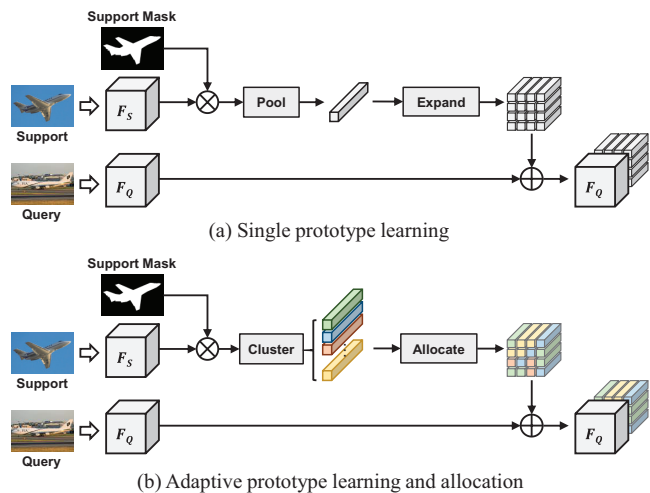 Support Mask
F_S
Pool
Expand
Support
F_Q
F_Q
Query
(a) Single prototype learning
Support Mask
F_S
Cluster
Allocate
Support
F_Q
F_Q
Query
(b) Adaptive prototype learning and allocation